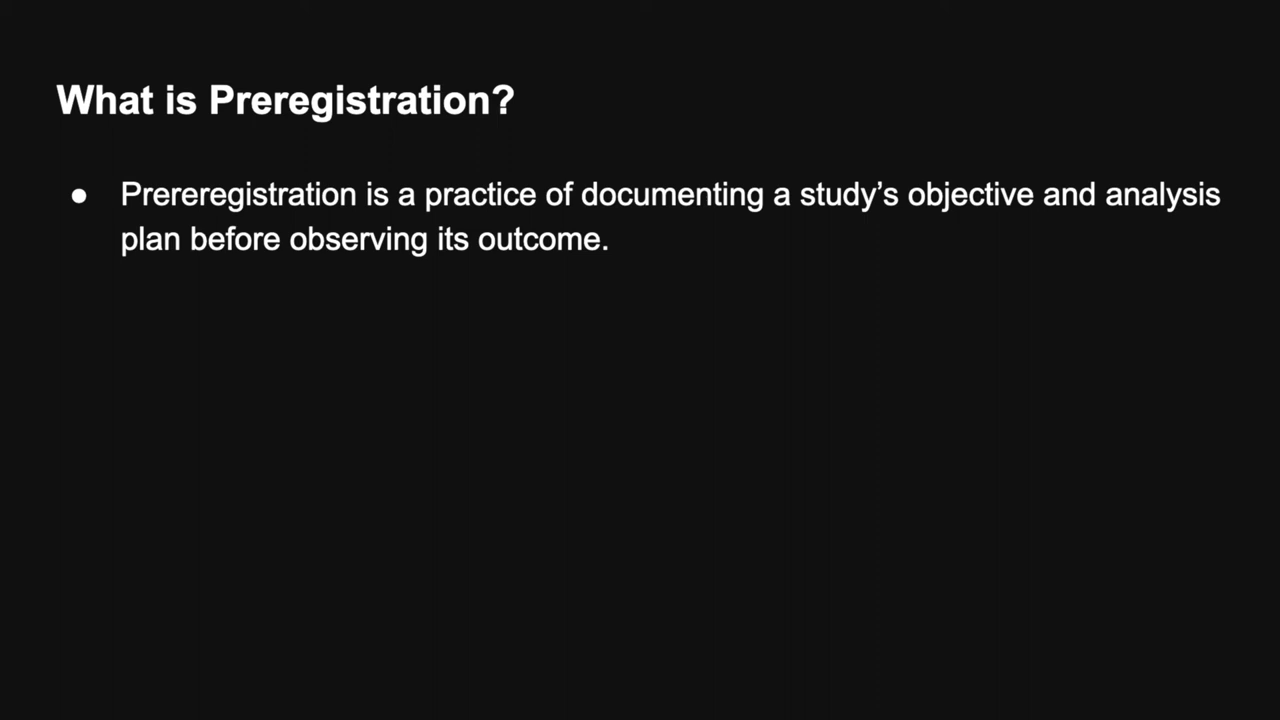 What is Preregistration?
● Prereregistration is a practice of documenting a study’s objective and analysis
plan before observing its outcome.